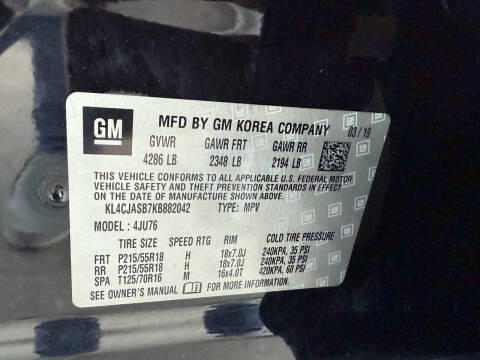 GM
MFD BY GM KOREA COMPANY
03 / 19
GVWR GAWR FRT GAWR RR
4286 LB 2348 LB 2194 LB
THIS VEHICLE CONFORMS TO ALL APPLICABLE U.S. FEDERAL MOTOR
VEHICLE SAFETY AND THEFT PREVENTION STANDARDS IN EFFECT
ON THE DATE OF MANUFACTURE SHOWN ABOVE.
KL4CJASB7KB882042 TYPE: MPV
MODEL : 4JU76
TIRE SIZE SPEED RTG RIM COLD TIRE PRESSURE
FRT P215/55R18 H 18x7.0J 240KPA, 35 PSI
RR P215/55R18 H 18x7.0J 240KPA, 35 PSI
SPA T125/70R16 M 16x4.0T 420KPA, 60 PSI
SEE OWNER'S MANUAL FOR MORE INFORMATION.